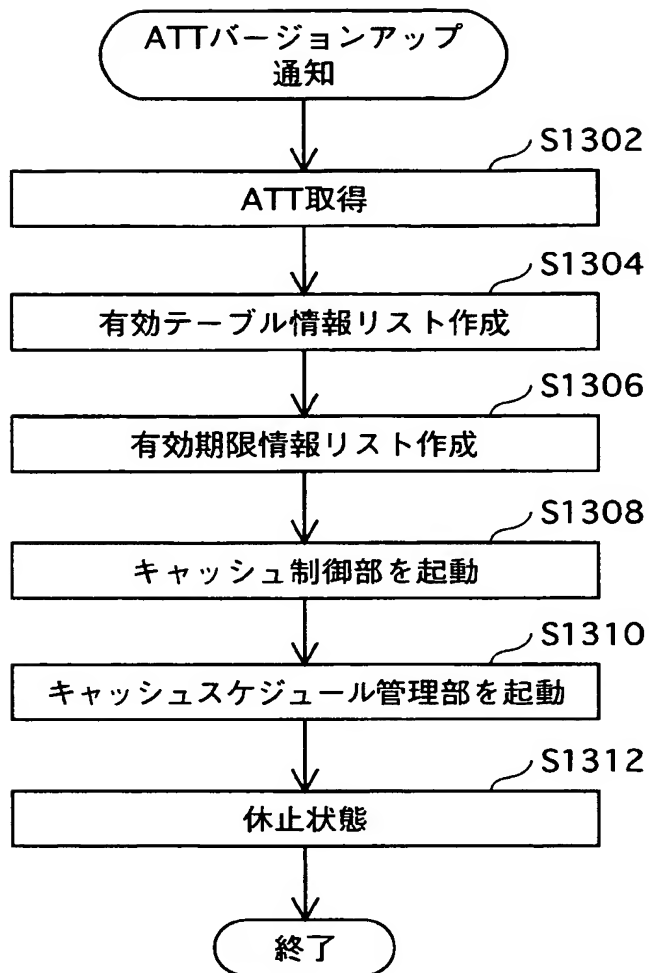 ATTバージョンアップ
通知
S1302
ATT取得
S1304
有効テーブル情報リスト作成
S1306
有効期限情報リスト作成
S1308
キャッシュ制御部を起動
S1310
キャッシュスケジュール管理部を起動
S1312
休止状態
終了